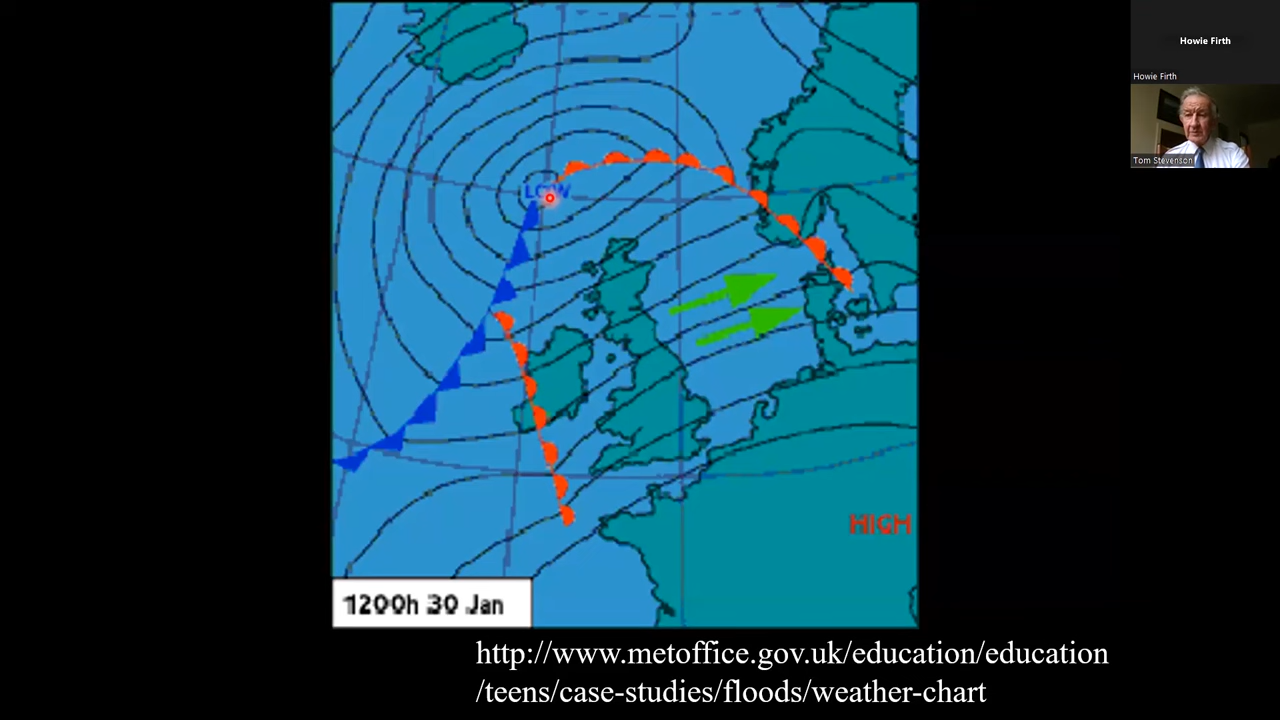 Howie Firth
Howie Firth
Tom Stevenson
LOW
HIGH
1200h 30 Jan
http://www.metoffice.gov.uk/education/education
/teens/case-studies/floods/weather-chart